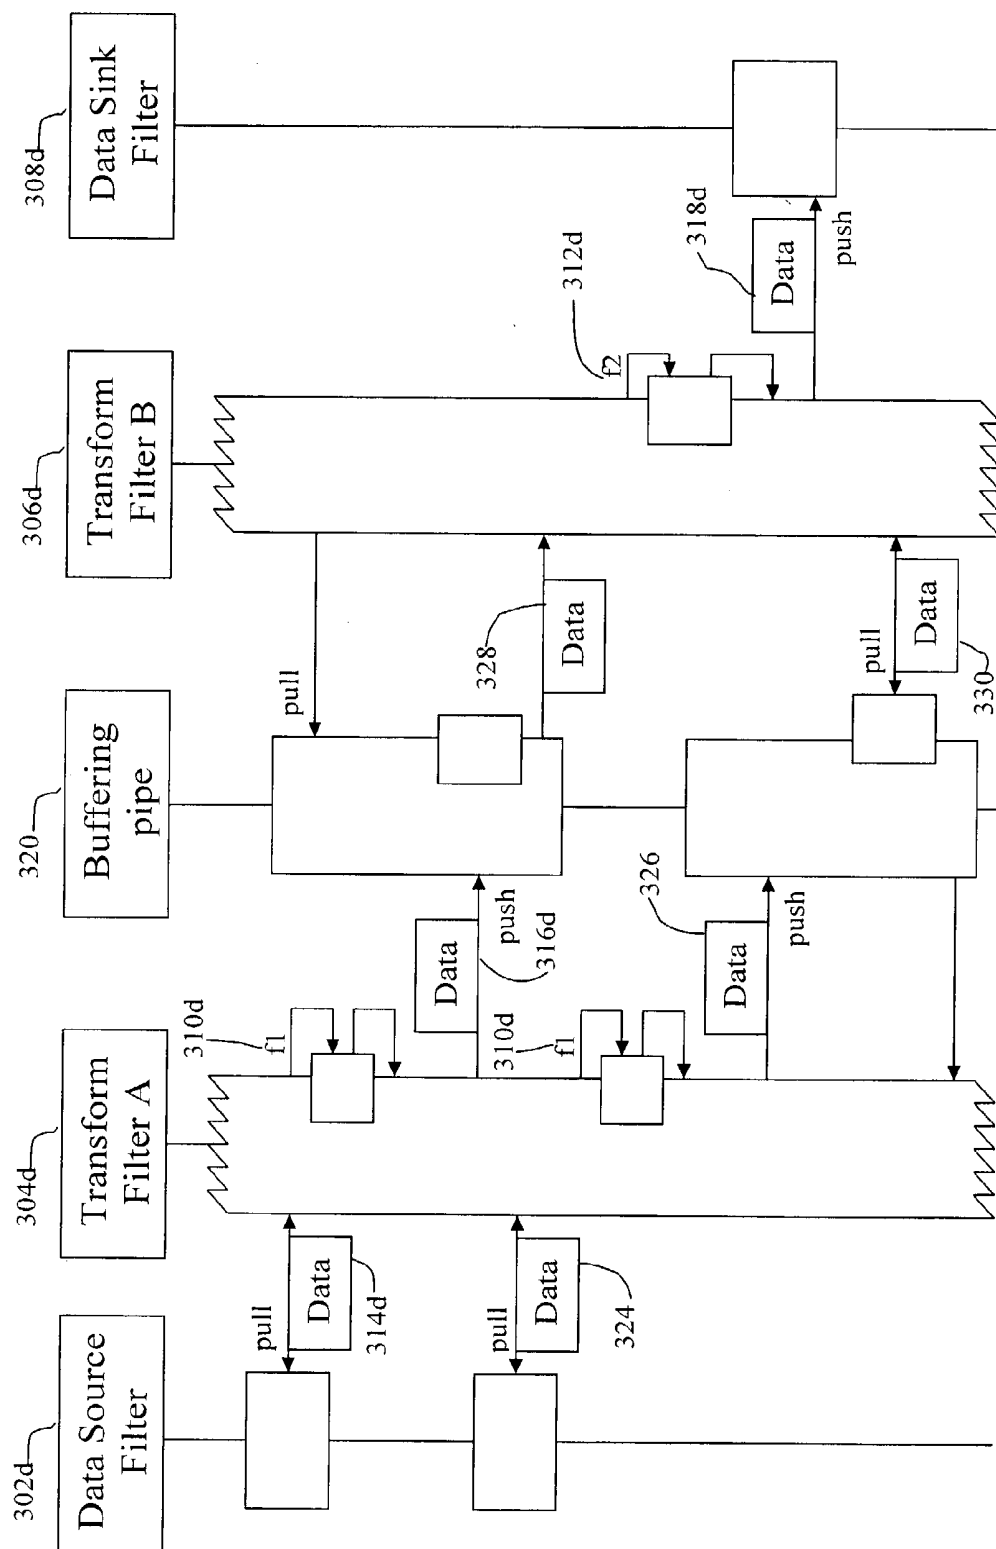 302d
304d
320
306d
308d
Data Source
Filter
Transform
Filter A
Buffering
pipe
Transform
Filter B
Data Sink
Filter
pull
Data
314d
310d
f1
pull
pull
Data
324
Data
push
316d
328
Data
310d
f1
312d
f2
Data
326
push
318d
Data
push
pull
Data
330